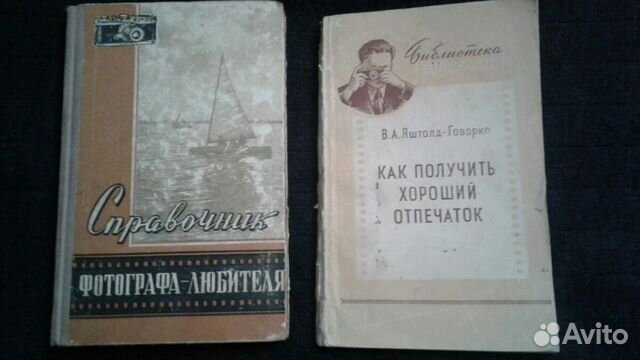 Справочник
ФОТОГРАФА-ЛЮБИТЕЛЯ
Библиотека
В.А.Яштолд-Говорко
КАК ПОЛУЧИТЬ
ХОРОШИЙ
ОТПЕЧАТОК
Avito